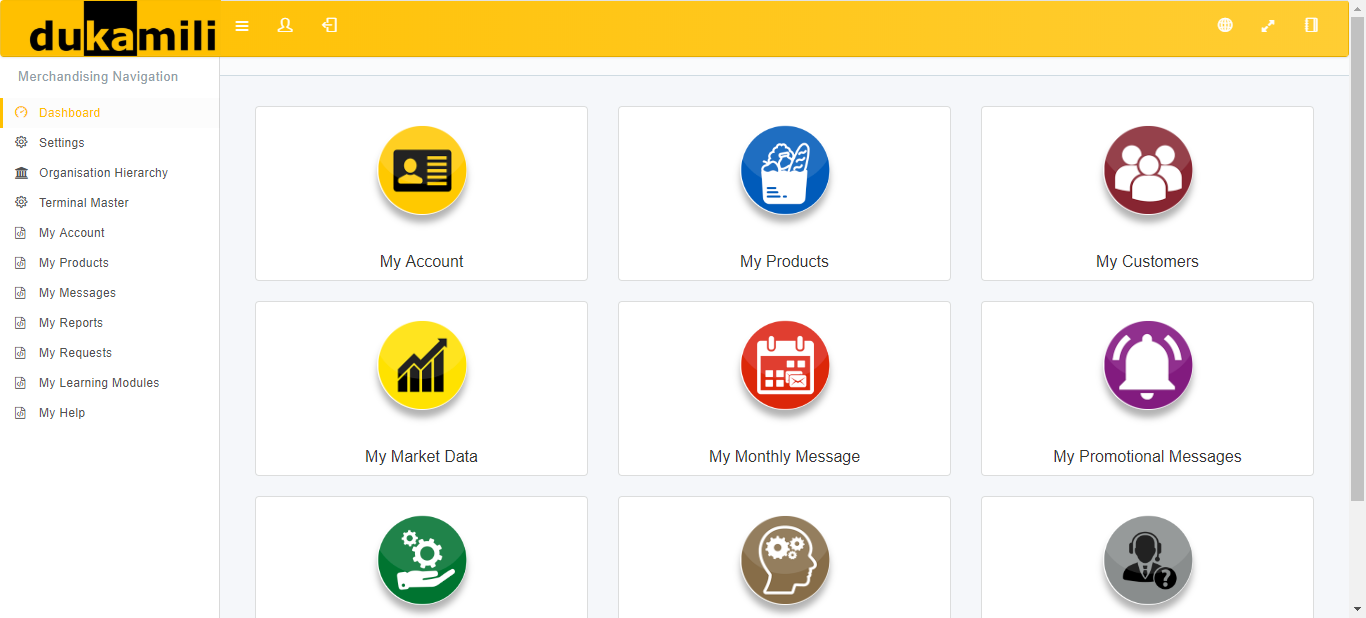 dukamili
Merchandising Navigation
Dashboard
Settings
Organisation Hierarchy
Terminal Master
My Account
My Products
My Messages
My Reports
My Requests
My Learning Modules
My Help
My Account
My Products
My Customers
My Market Data
My Monthly Message
My Promotional Messages
?